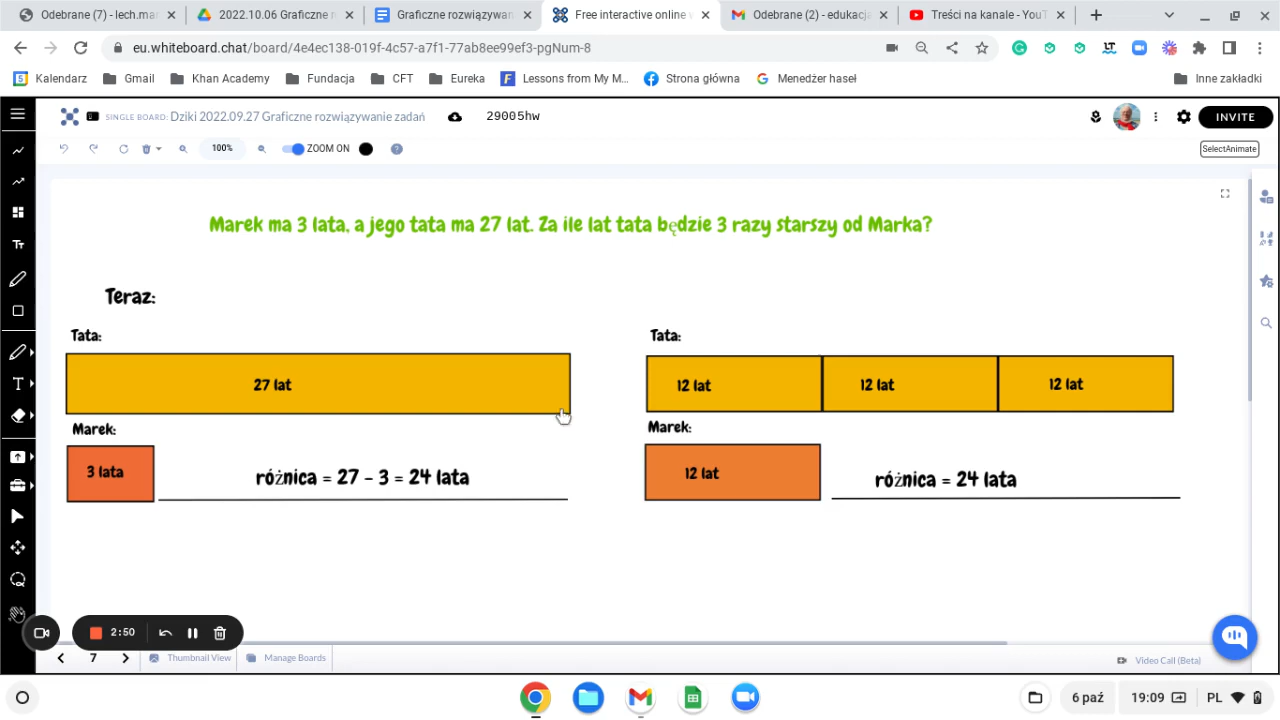 Odebrane (7) - lech.mar
2022.10.06 Graficzne r
Graficzne rozwiązywan
Free interactive online w
Odebrane (2) - edukacja
Treści na kanale - YouT
eu.whiteboard.chat/board/4e4ec138-019f-4c57-a7f1-77ab8ee99ef3-pgNum-8
Kalendarz
Gmail
Khan Academy
Fundacja
CFT
Eureka
Lessons from My M...
Strona główna
Menedżer haseł
Inne zakładki
SINGLE BOARD: Dziki 2022.09.27 Graficzne rozwiązywanie zadań
29005hw
INVITE
100%
ZOOM ON
SelectAnimate
Marek ma 3 lata, a jego tata ma 27 lat. Za ile lat tata będzie 3 razy starszy od Marka?
Teraz:
Tata:
27 lat
Marek:
3 lata
różnica = 27 - 3 = 24 lata
Tata:
12 lat
12 lat
12 lat
Marek:
12 lat
różnica = 24 lata
2:50
7
Thumbnail View
Manage Boards
Video Call (Beta)
6 paź
19:09
PL